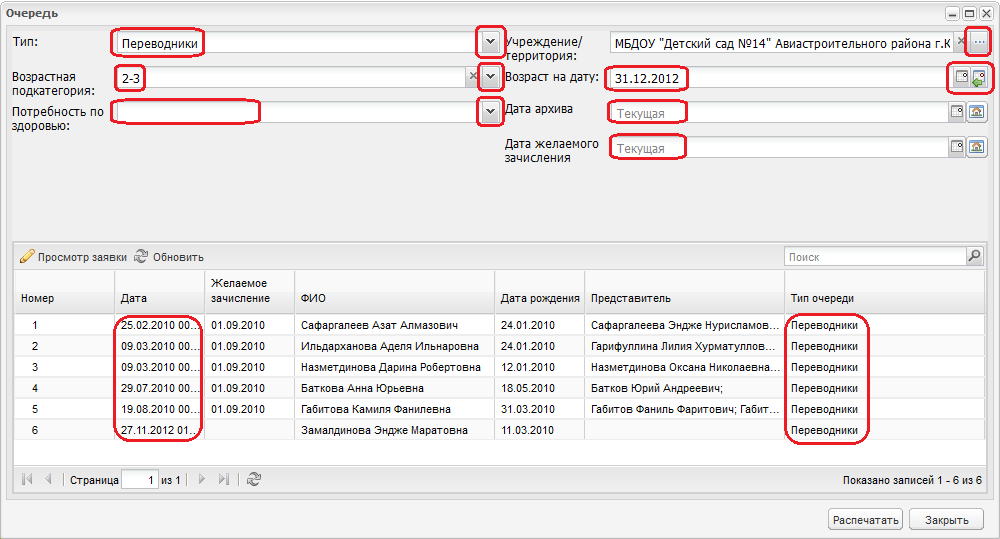 Очередь
Тип:
Переводники
Учреждение/
территория:
МБДОУ "Детский сад №14" Авиастроительного района г.К
Возрастная
подкатегория:
2-3
Возраст на дату:
31.12.2012
Потребность по
здоровью:
Дата архива
Текущая
Дата желаемого
зачисления
Текущая
Просмотр заявки Обновить Поиск
Номер Дата Желаемое зачисление ФИО Дата рождения Представитель Тип очереди
1 25.02.2010 00... 01.09.2010 Сафаргалеев Азат Алмазович 24.01.2010 Сафаргалеева Эндже Нурисламов... Переводники
2 09.03.2010 00... 01.09.2010 Ильдарханова Аделя Ильнаровна 24.01.2010 Гарифуллина Лилия Хурматуллов... Переводники
3 09.03.2010 00... 01.09.2010 Назметдинова Дарина Робертовна 12.01.2010 Назметдинова Оксана Николаевна... Переводники
4 29.07.2010 00... 01.09.2010 Баткова Анна Юрьевна 18.05.2010 Батков Юрий Андреевич; Переводники
5 19.08.2010 00... 01.09.2010 Габитова Камиля Фанилевна 31.03.2010 Габитов Фаниль Фаритович; Габит... Переводники
6 27.11.2012 01... Замалдинова Эндже Маратовна 11.03.2010 Переводники
Страница 1 из 1 Показано записей 1 - 6 из 6
Распечатать Закрыть